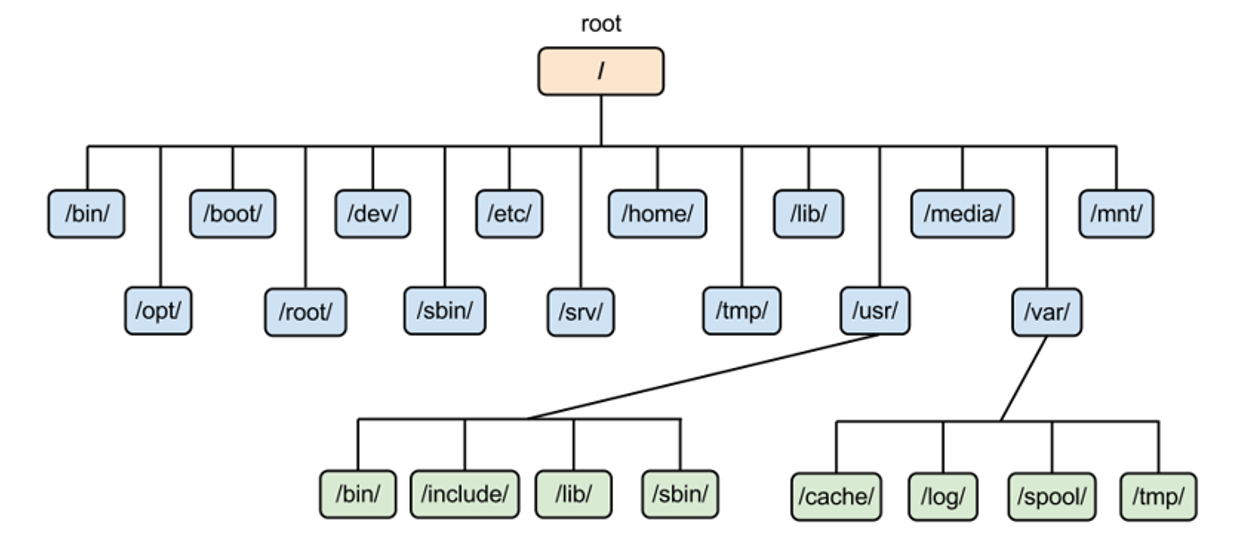 root
/
/bin/
/boot/
/dev/
/etc/
/home/
/lib/
/media/
/mnt/
/opt/
/root/
/sbin/
/srv/
/tmp/
/usr/
/var/
/bin/
/include/
/lib/
/sbin/
/cache/
/log/
/spool/
/tmp/